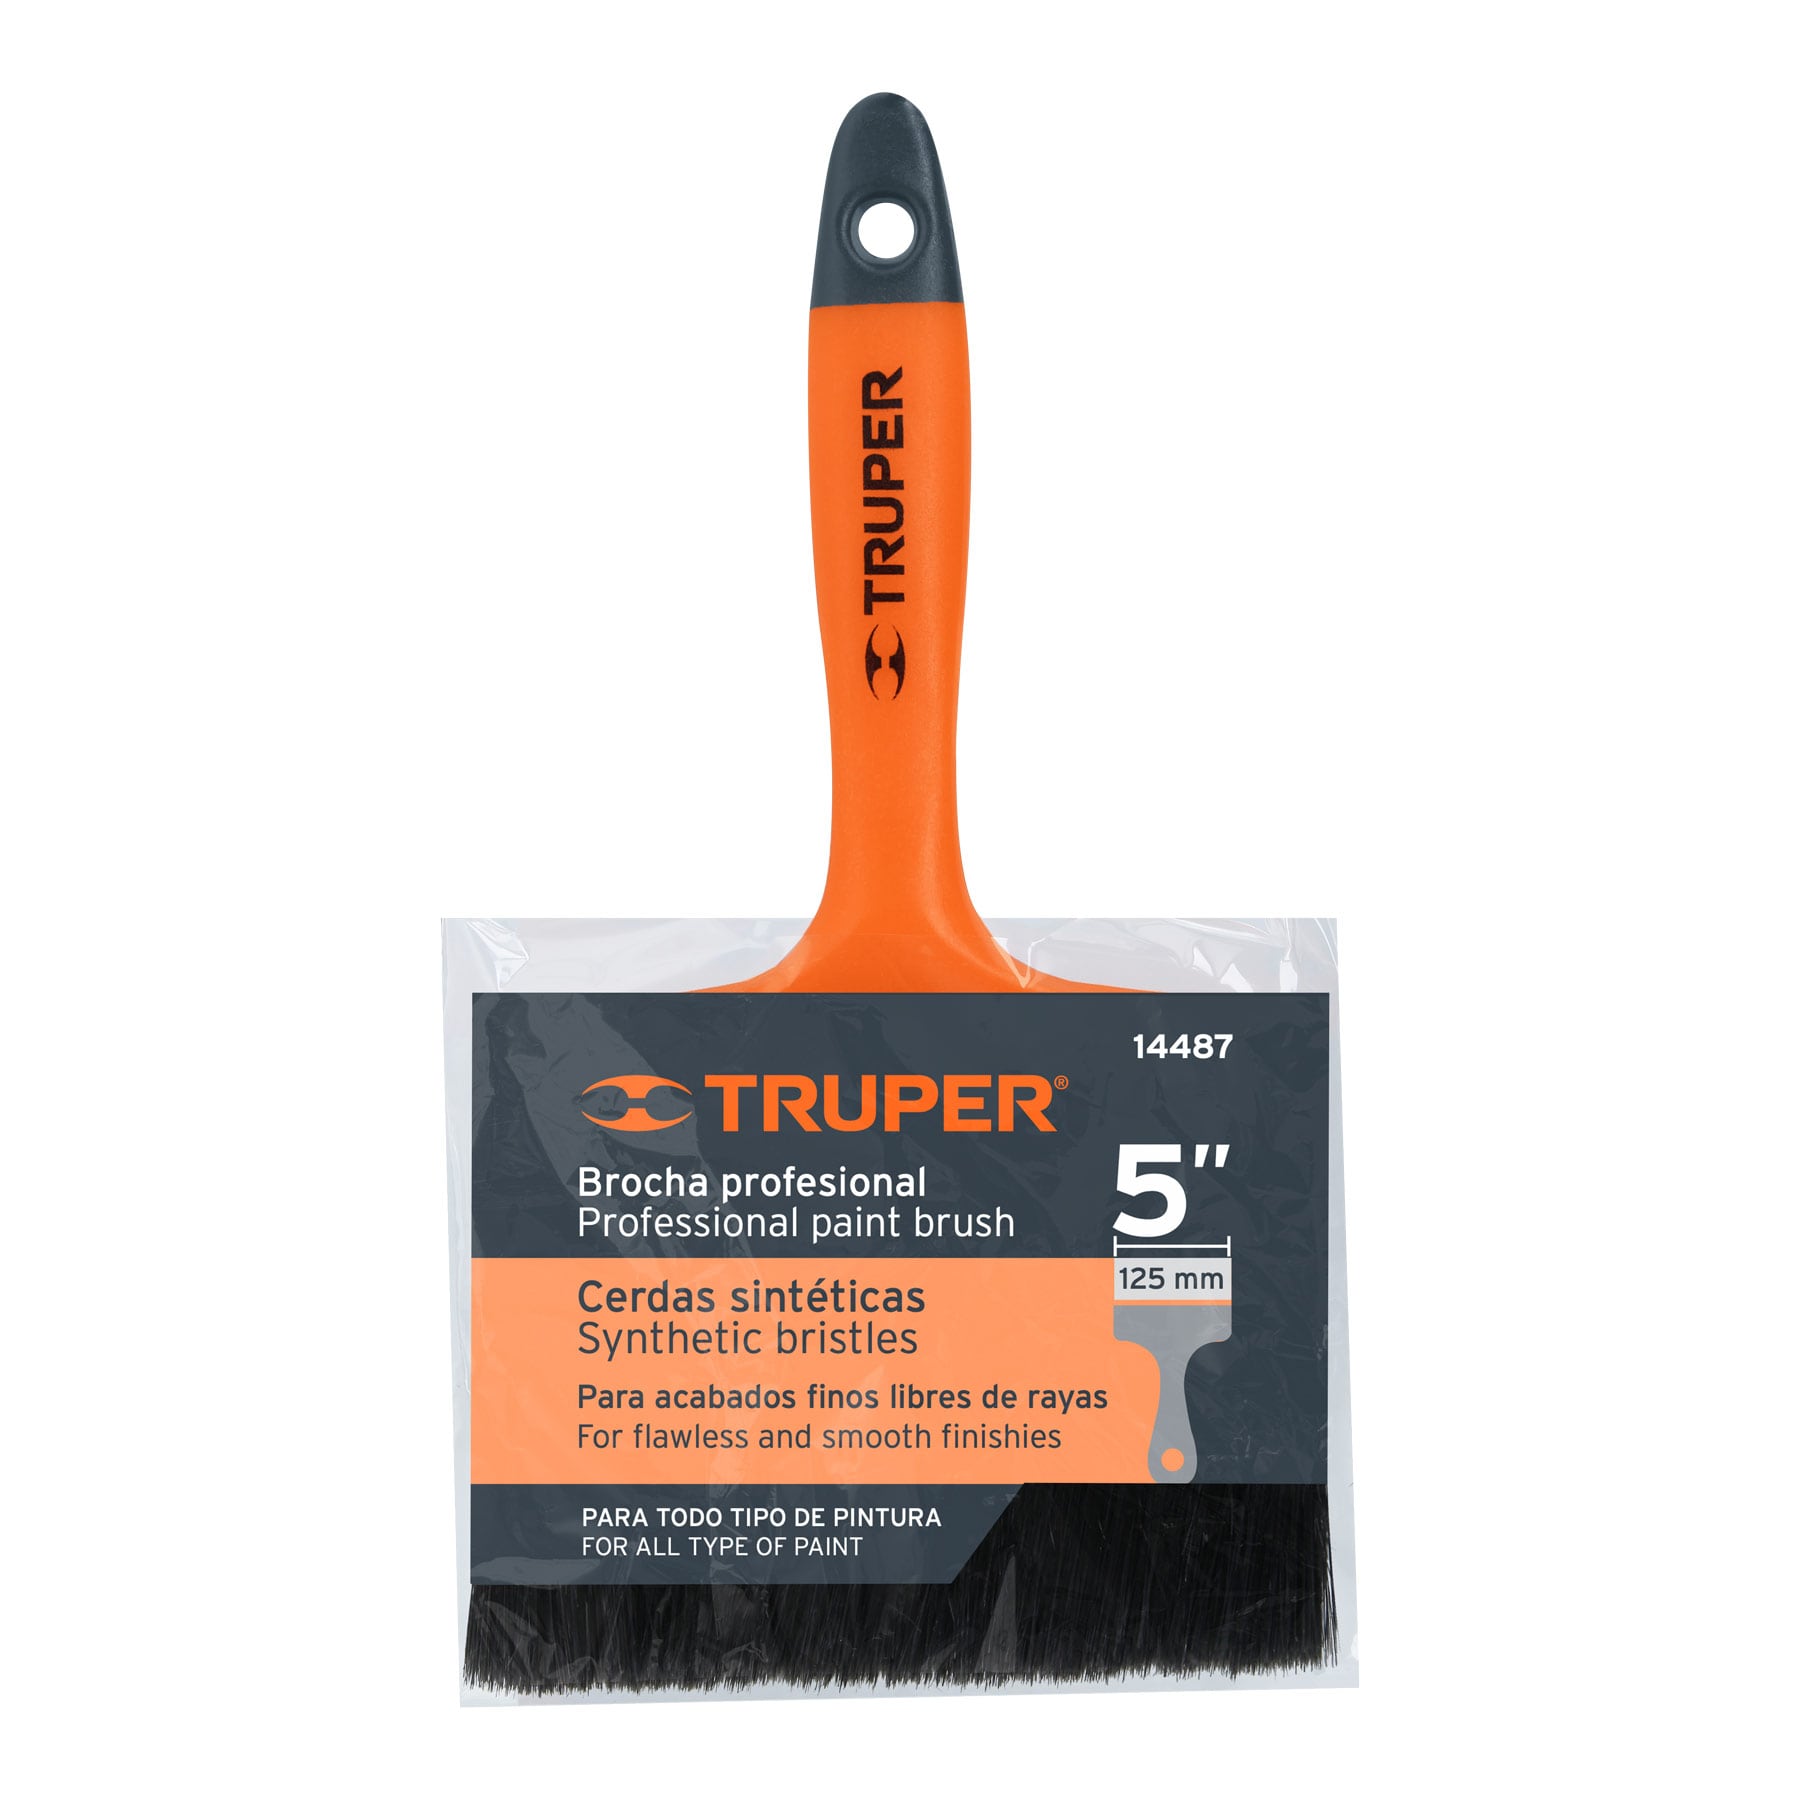 TRUPER
14487
TRUPER®
Brocha profesional
Professional paint brush
5"
125 mm
Cerdas sintéticas
Synthetic bristles
Para acabados finos libres de rayas
For flawless and smooth finishies
PARA TODO TIPO DE PINTURA
FOR ALL TYPE OF PAINT